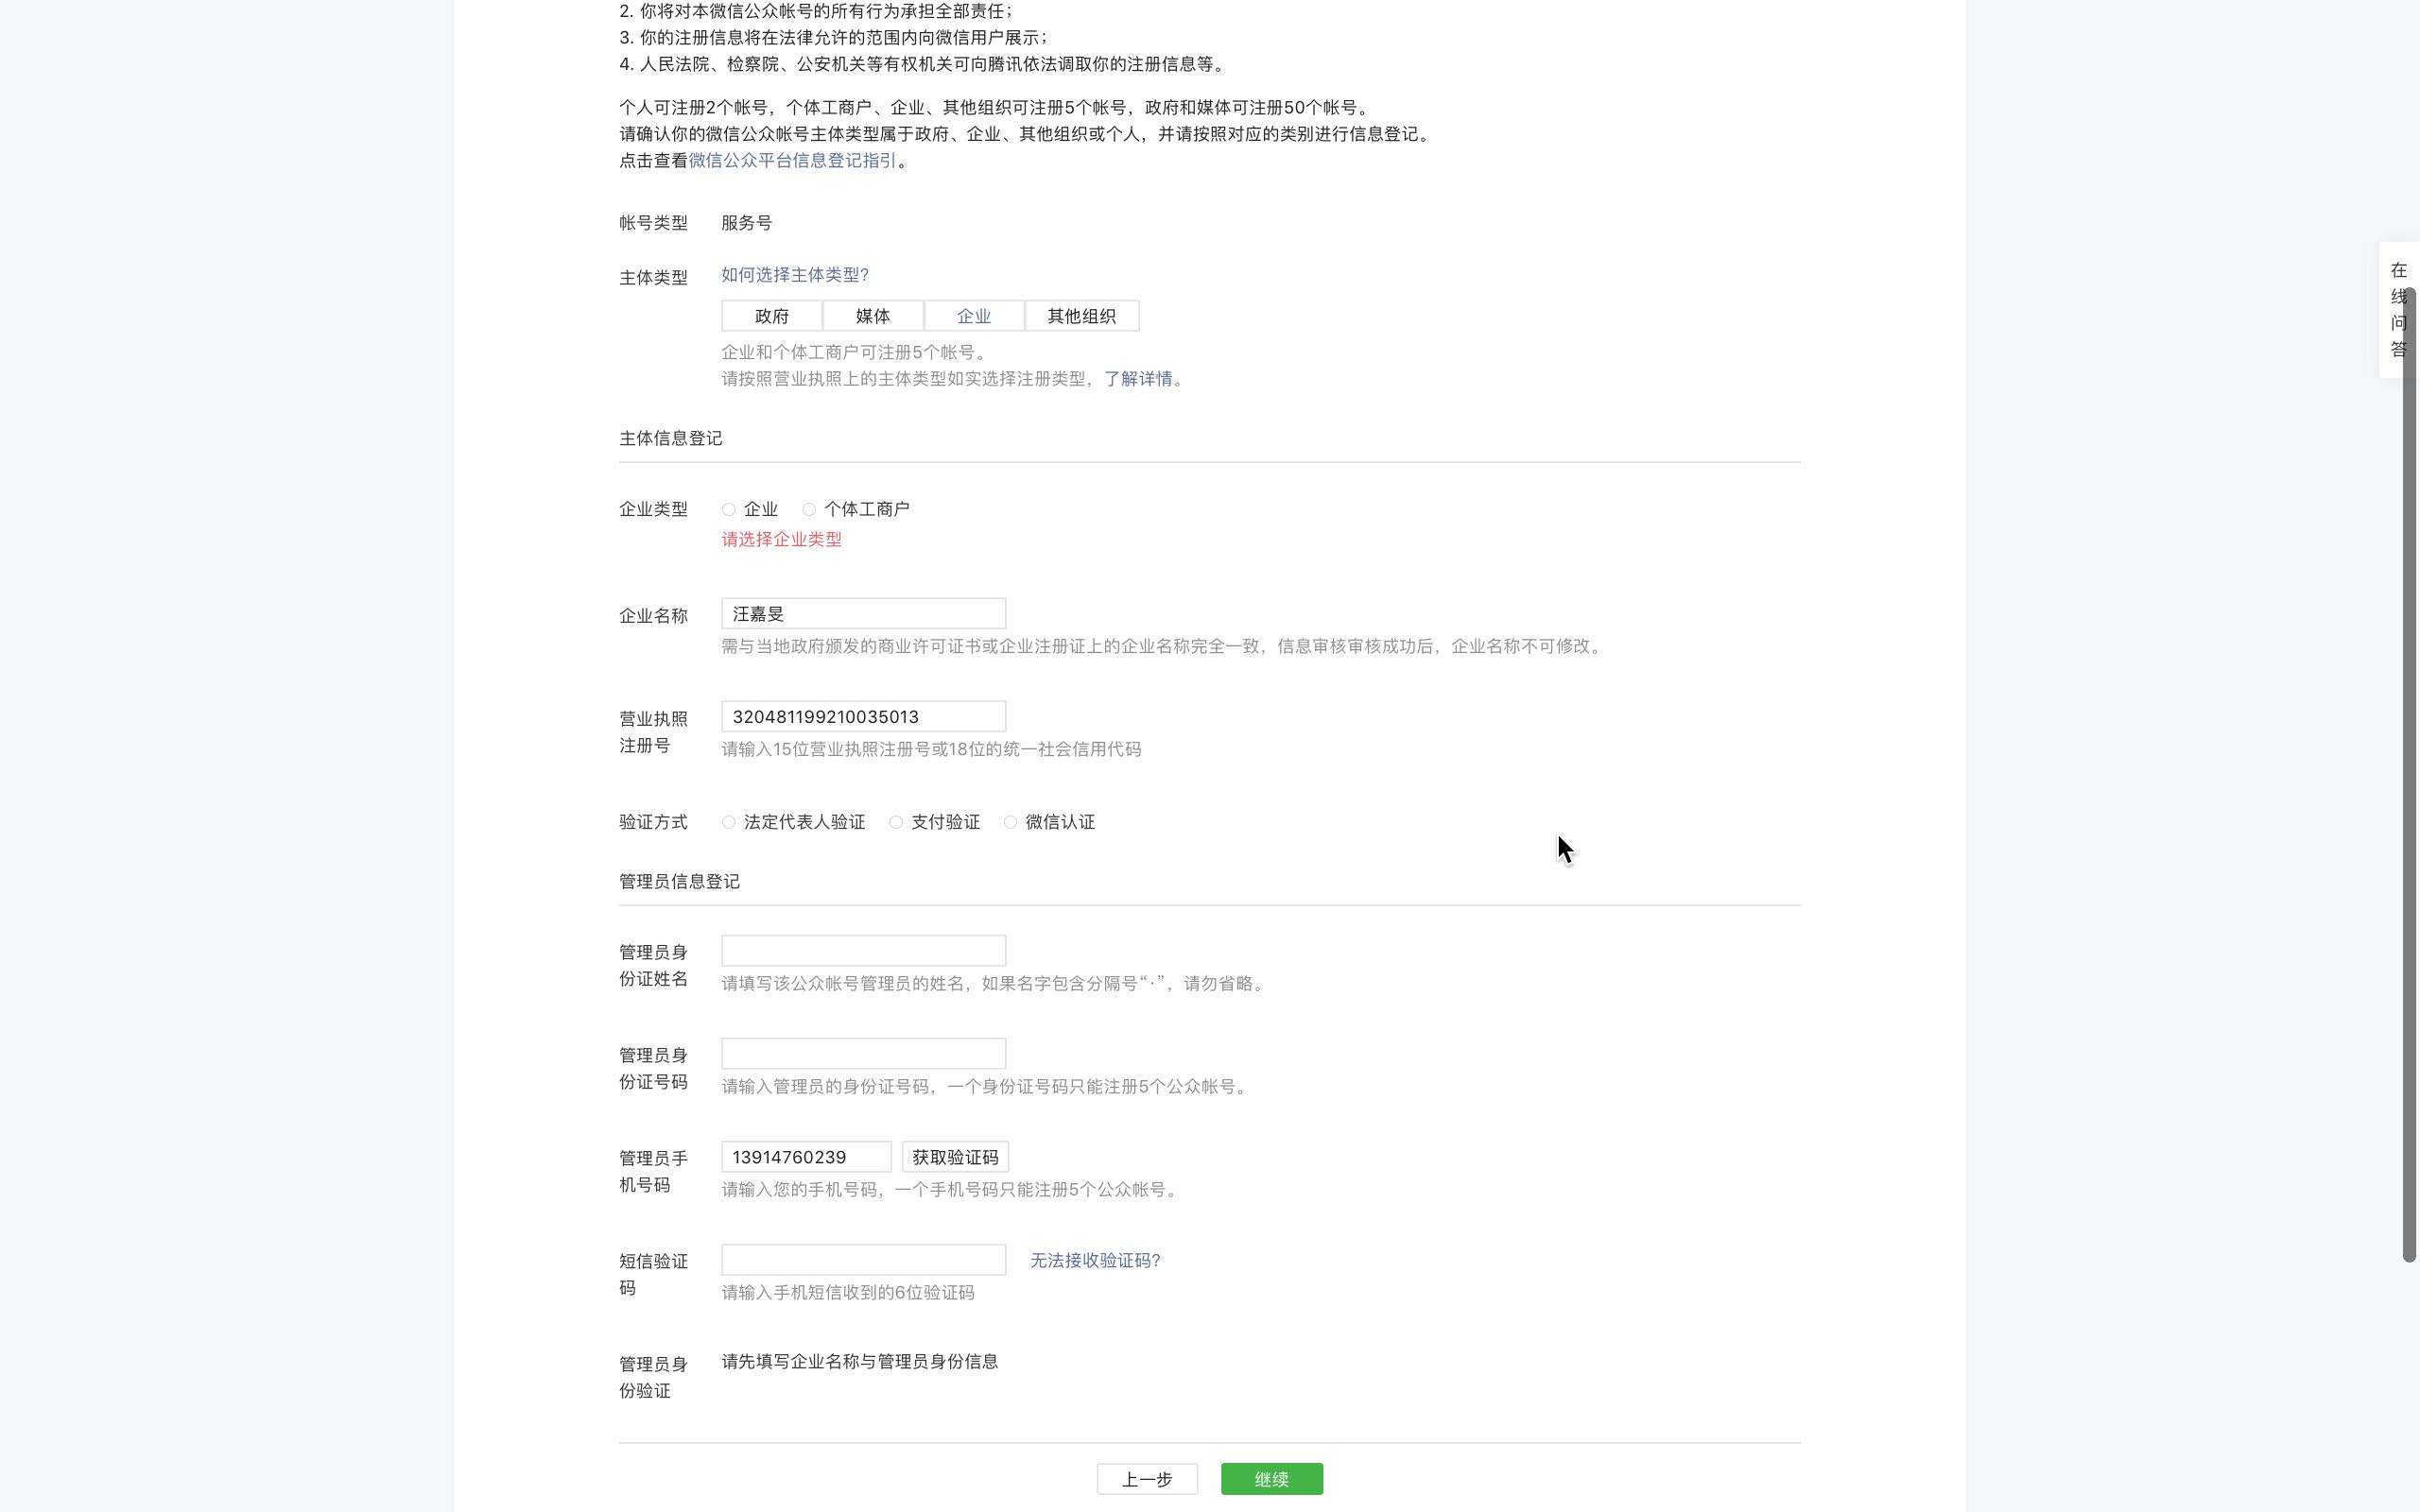 2. 你将对本微信公众帐号的所有行为承担全部责任；
3. 你的注册信息将在法律允许的范围内向微信用户展示；
4. 人民法院、检察院、公安机关等有权机关可向腾讯依法调取你的注册信息等。
个人可注册2个帐号，个体工商户、企业、其他组织可注册5个帐号，政府和媒体可注册50个帐号。
请确认你的微信公众帐号主体类型属于政府、企业、其他组织或个人，并请按照对应的类别进行信息登记。
点击查看微信公众平台信息登记指引。
帐号类型 服务号
主体类型 如何选择主体类型?
政府 媒体 企业 其他组织
企业和个体工商户可注册5个帐号。
请按照营业执照上的主体类型如实选择注册类型，了解详情。
主体信息登记
企业类型 企业 个体工商户
请选择企业类型
企业名称 汪嘉旻
需与当地政府颁发的商业许可证书或企业注册证上的企业名称完全一致，信息审核审核成功后，企业名称不可修改。
营业执照
注册号
320481199210035013
请输入15位营业执照注册号或18位的统一社会信用代码
验证方式 法定代表人验证 支付验证 微信认证
管理员信息登记
管理员身
份证姓名
请填写该公众帐号管理员的姓名，如果名字包含分隔号“·”，请勿省略。
管理员身
份证号码
请输入管理员的身份证号码，一个身份证号码只能注册5个公众帐号。
管理员手
机号码
13914760239 获取验证码
请输入您的手机号码，一个手机号码只能注册5个公众帐号。
短信验证
码
无法接收验证码?
请输入手机短信收到的6位验证码
管理员身
份验证
请先填写企业名称与管理员身份信息
上一步 继续
在
线
问
答